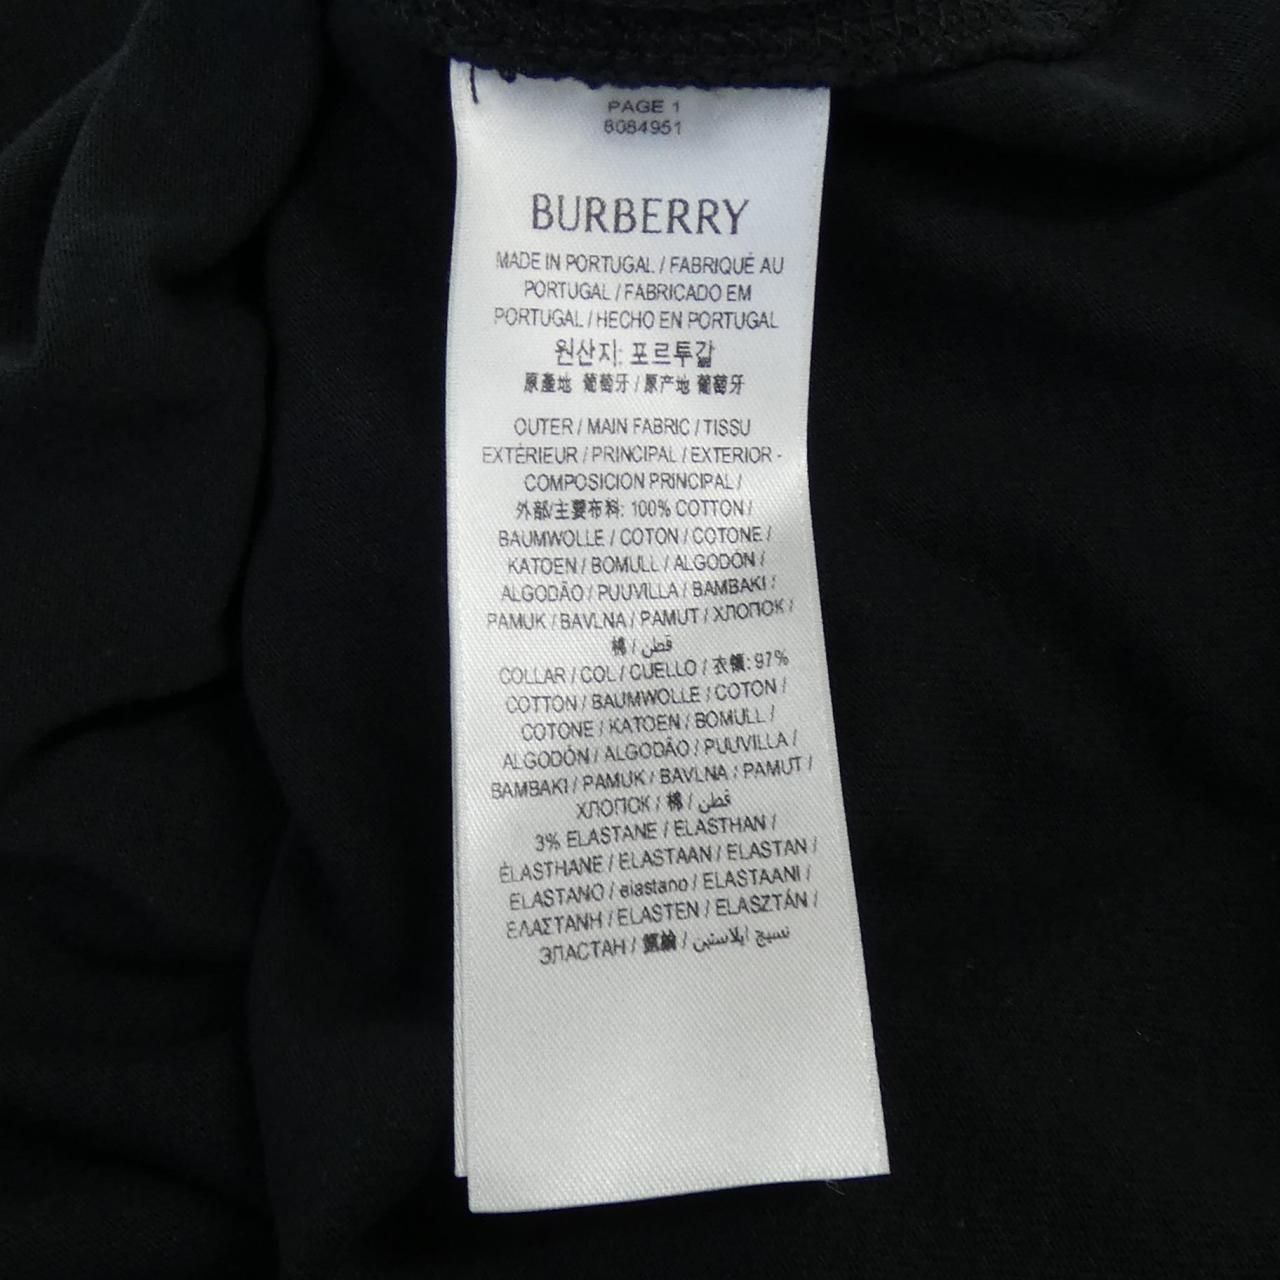 PAGE 1
8084951
BURBERRY
MADE IN PORTUGAL / FABRIQUÉ AU
PORTUGAL / FABRICADO EM
PORTUGAL / HECHO EN PORTUGAL
원산지: 포르투갈
原產地 葡萄牙 / 原产地 葡萄牙
OUTER / MAIN FABRIC / TISSU
EXTÉRIEUR / PRINCIPAL / EXTERIOR -
COMPOSICION PRINCIPAL /
外部/主要布料: 100% COTTON /
BAUMWOLLE / COTON / COTONE /
KATOEN / BOMULL / ALGODÓN /
ALGODÃO / PUUVILLA / BAMBAKI /
PAMUK / BAVLNA / PAMUT / ХЛОПОК /
棉 / قطن
COLLAR / COL / CUELLO / 衣領: 97%
COTTON / BAUMWOLLE / COTON /
COTONE / KATOEN / BOMULL /
ALGODÓN / ALGODÃO / PUUVILLA /
BAMBAKI / PAMUK / BAVLNA / PAMUT /
ХЛОПОК / 棉 / قطن
3% ELASTANE / ELASTHAN /
ÉLASTHANE / ELASTAAN / ELASTAN /
ELASTANO / elastano / ELASTAANI /
ΕΛΑΣΤΑΝΗ / ELASTEN / ELASZTÁN /
ЭЛАСТАН / / نسيج ايلاستين